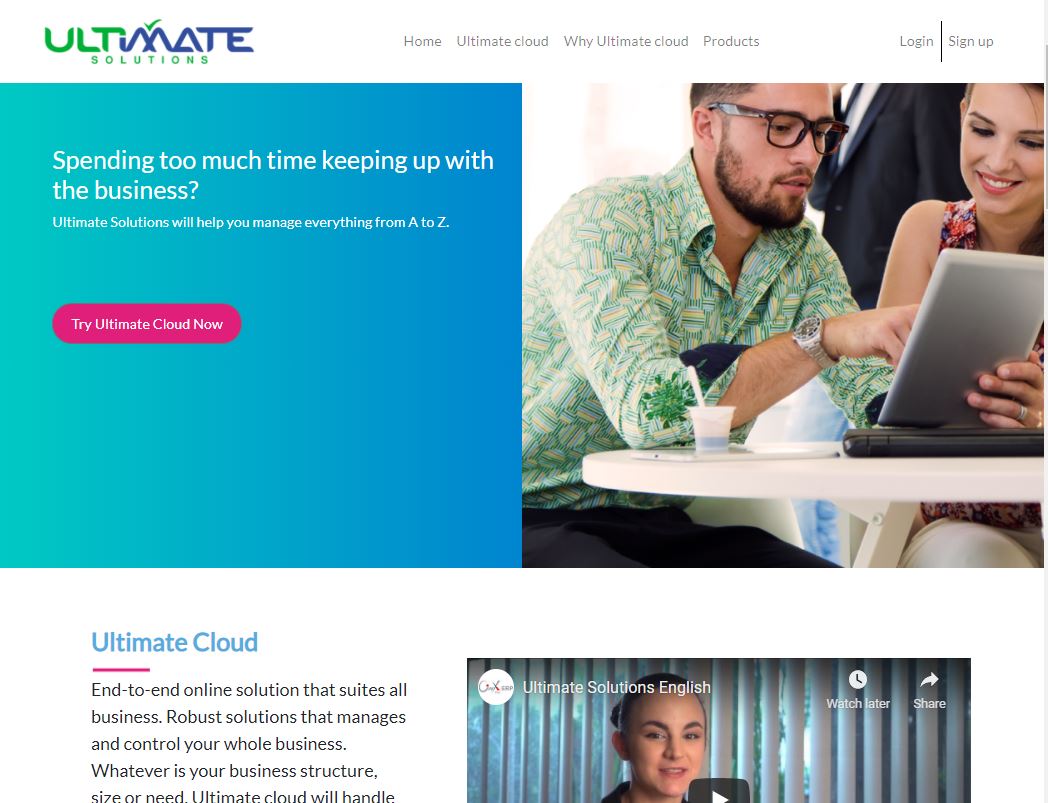 ULTIMATE
SOLUTIONS
Home Ultimate cloud Why Ultimate cloud Products Login Sign up
Spending too much time keeping up with
the business?
Ultimate Solutions will help you manage everything from A to Z.
Try Ultimate Cloud Now
Ultimate Cloud
End-to-end online solution that suites all
business. Robust solutions that manages
and control your whole business.
Whatever is your business structure,
size or need, Ultimate cloud will handle
Ultimate Solutions English
Watch later Share